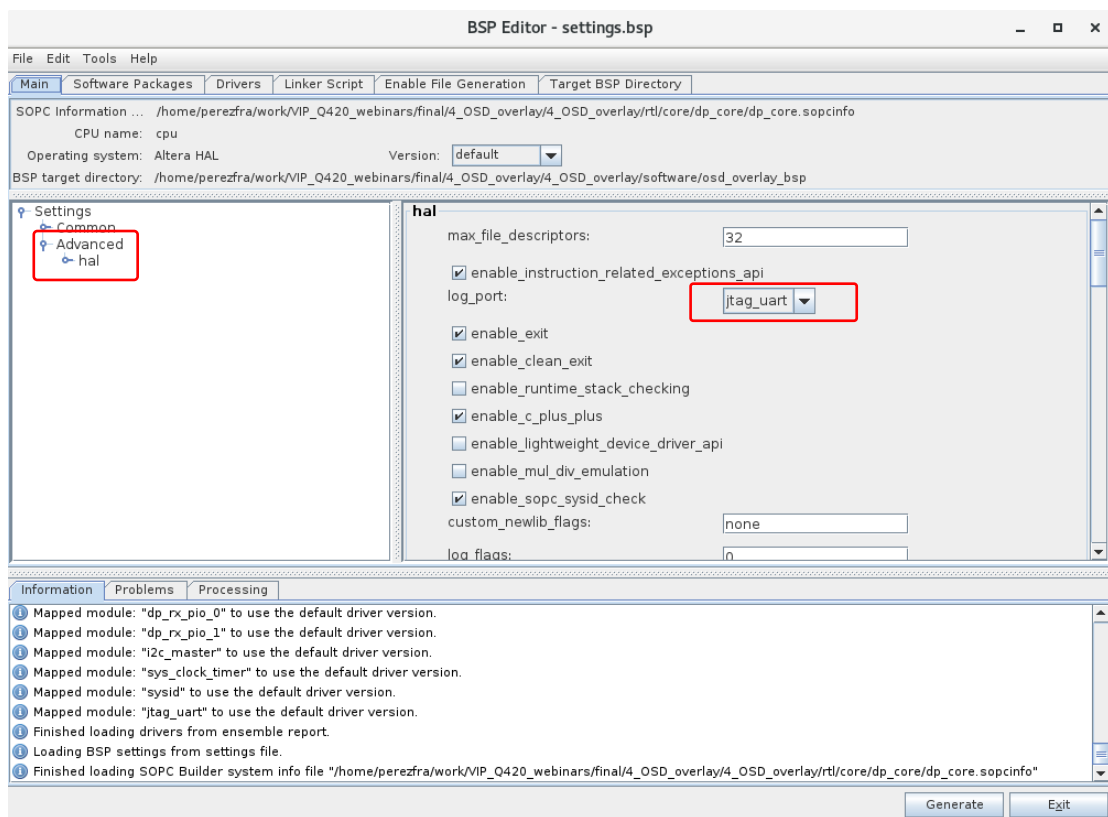 BSP Editor - settings.bsp
File Edit Tools Help
Main Software Packages Drivers Linker Script Enable File Generation Target BSP Directory
SOPC Information ... /home/perezfra/work/VIP_Q420_webinars/final/4_OSD_overlay/4_OSD_overlay/rtl/core/dp_core/dp_core.sopcinfo
CPU name: cpu
Operating system: Altera HAL Version: default
BSP target directory: /home/perezfra/work/VIP_Q420_webinars/final/4_OSD_overlay/4_OSD_overlay/software/osd_overlay_bsp
Settings
Common
Advanced
hal
hal
max_file_descriptors: 32
enable_instruction_related_exceptions_api
log_port: jtag_uart
enable_exit
enable_clean_exit
enable_runtime_stack_checking
enable_c_plus_plus
enable_lightweight_device_driver_api
enable_mul_div_emulation
enable_sopc_sysid_check
custom_newlib_flags: none
log_flags: 0
Information Problems Processing
Mapped module: "dp_rx_pio_0" to use the default driver version.
Mapped module: "dp_rx_pio_1" to use the default driver version.
Mapped module: "i2c_master" to use the default driver version.
Mapped module: "sys_clock_timer" to use the default driver version.
Mapped module: "sysid" to use the default driver version.
Mapped module: "jtag_uart" to use the default driver version.
Finished loading drivers from ensemble report.
Loading BSP settings from settings file.
Finished loading SOPC Builder system info file "/home/perezfra/work/VIP_Q420_webinars/final/4_OSD_overlay/4_OSD_overlay/rtl/core/dp_core/dp_core.sopcinfo"
Generate Exit